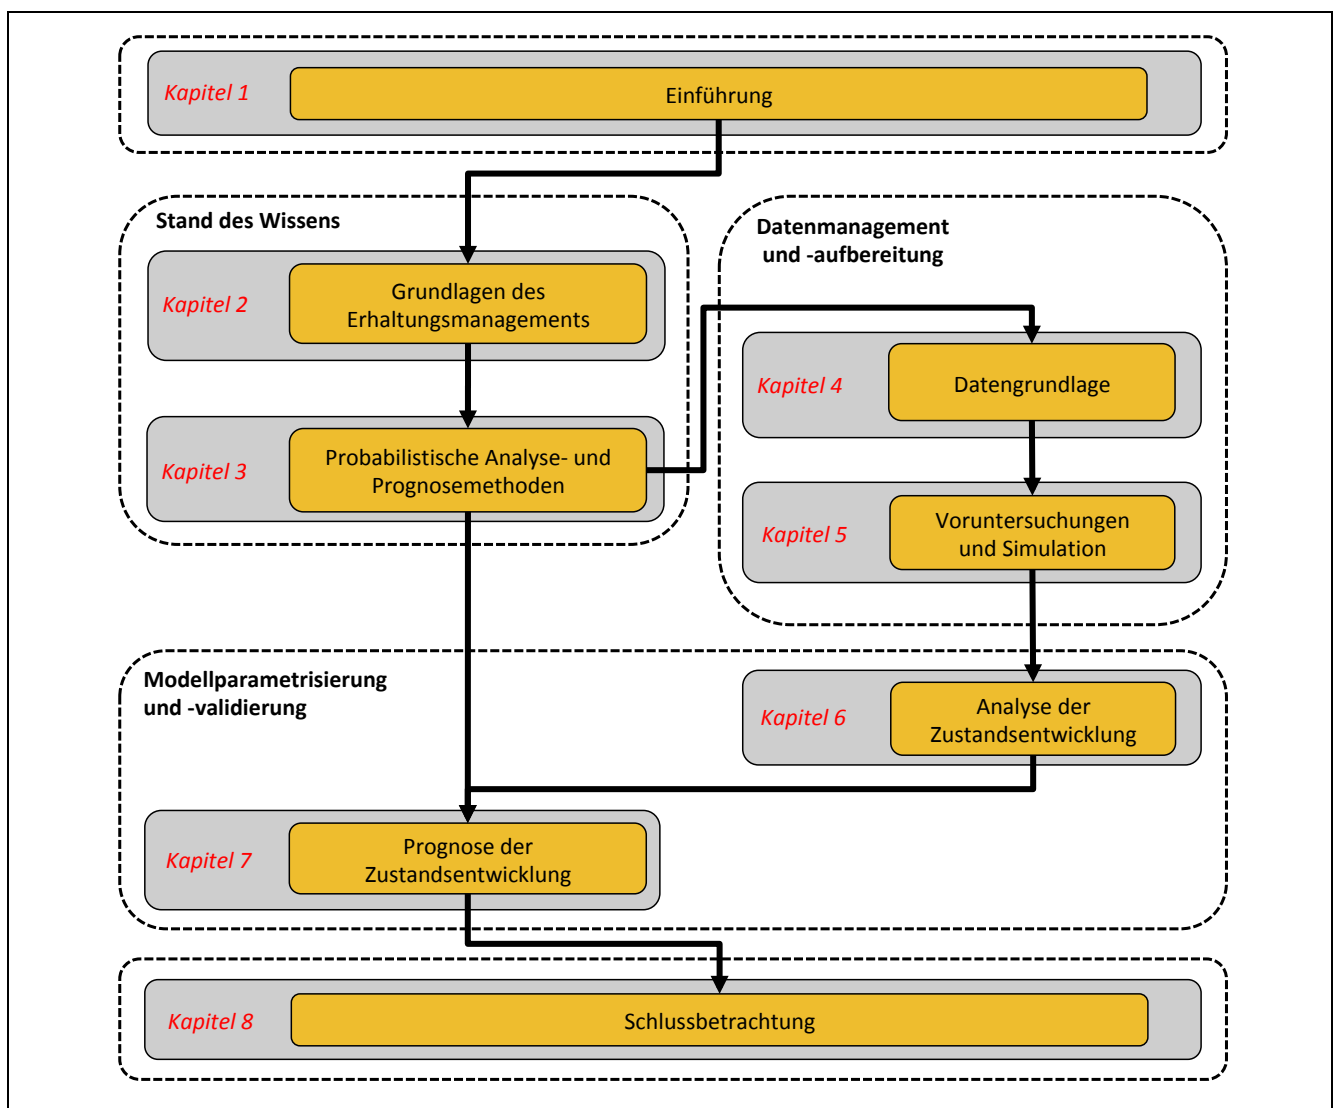 Kapitel 1
Einführung
Stand des Wissens
Kapitel 2
Grundlagen des
Erhaltungsmanagements
Kapitel 3
Probabilistische Analyse- und
Prognosemethoden
Datenmanagement
und -aufbereitung
Kapitel 4
Datengrundlage
Kapitel 5
Voruntersuchungen
und Simulation
Modellparametrisierung
und -validierung
Kapitel 6
Analyse der
Zustandsentwicklung
Kapitel 7
Prognose der
Zustandsentwicklung
Kapitel 8
Schlussbetrachtung